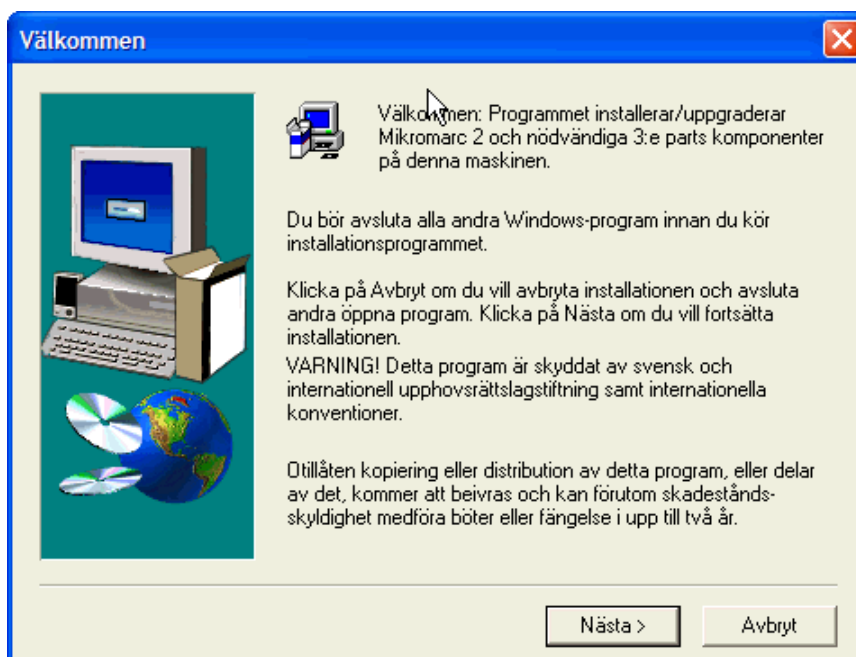 Välkommen
Välkommen: Programmet installerar/uppgraderar
Mikromarc 2 och nödvändiga 3:e parts komponenter
på denna maskinen.
Du bör avsluta alla andra Windows-program innan du kör
installationsprogrammet.
Klicka på Avbryt om du vill avbryta installationen och avsluta
andra öppna program. Klicka på Nästa om du vill fortsätta
installationen.
VARNING! Detta program är skyddat av svensk och
internationell upphovsrättslagstiftning samt internationella
konventioner.
Otillåten kopiering eller distribution av detta program, eller delar
av det, kommer att beivras och kan förutom skadestånds-
skyldighet medföra böter eller fängelse i upp till två år.
Nästa >
Avbryt